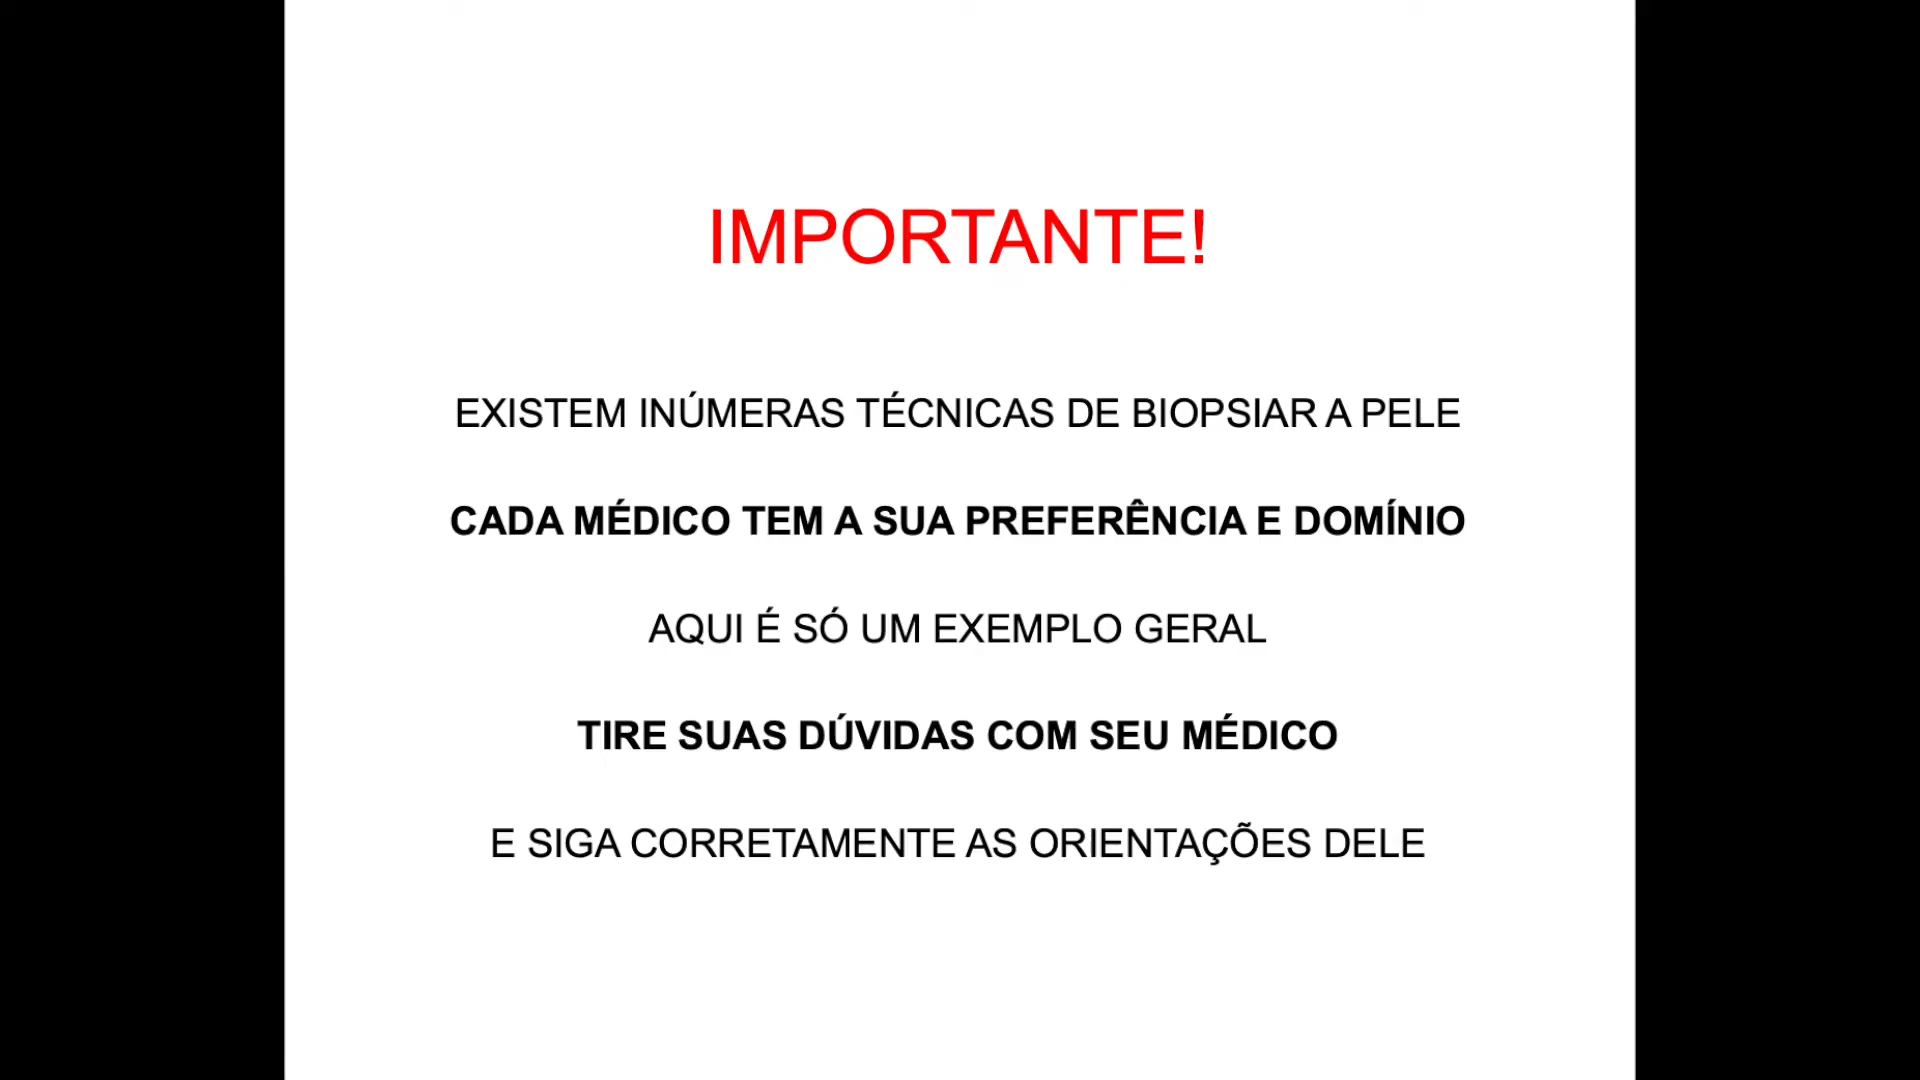 IMPORTANTE!
EXISTEM INÚMERAS TÉCNICAS DE BIOPSIAR A PELE
CADA MÉDICO TEM A SUA PREFERÊNCIA E DOMÍNIO
AQUI É SÓ UM EXEMPLO GERAL
TIRE SUAS DÚVIDAS COM SEU MÉDICO
E SIGA CORRETAMENTE AS ORIENTAÇÕES DELE